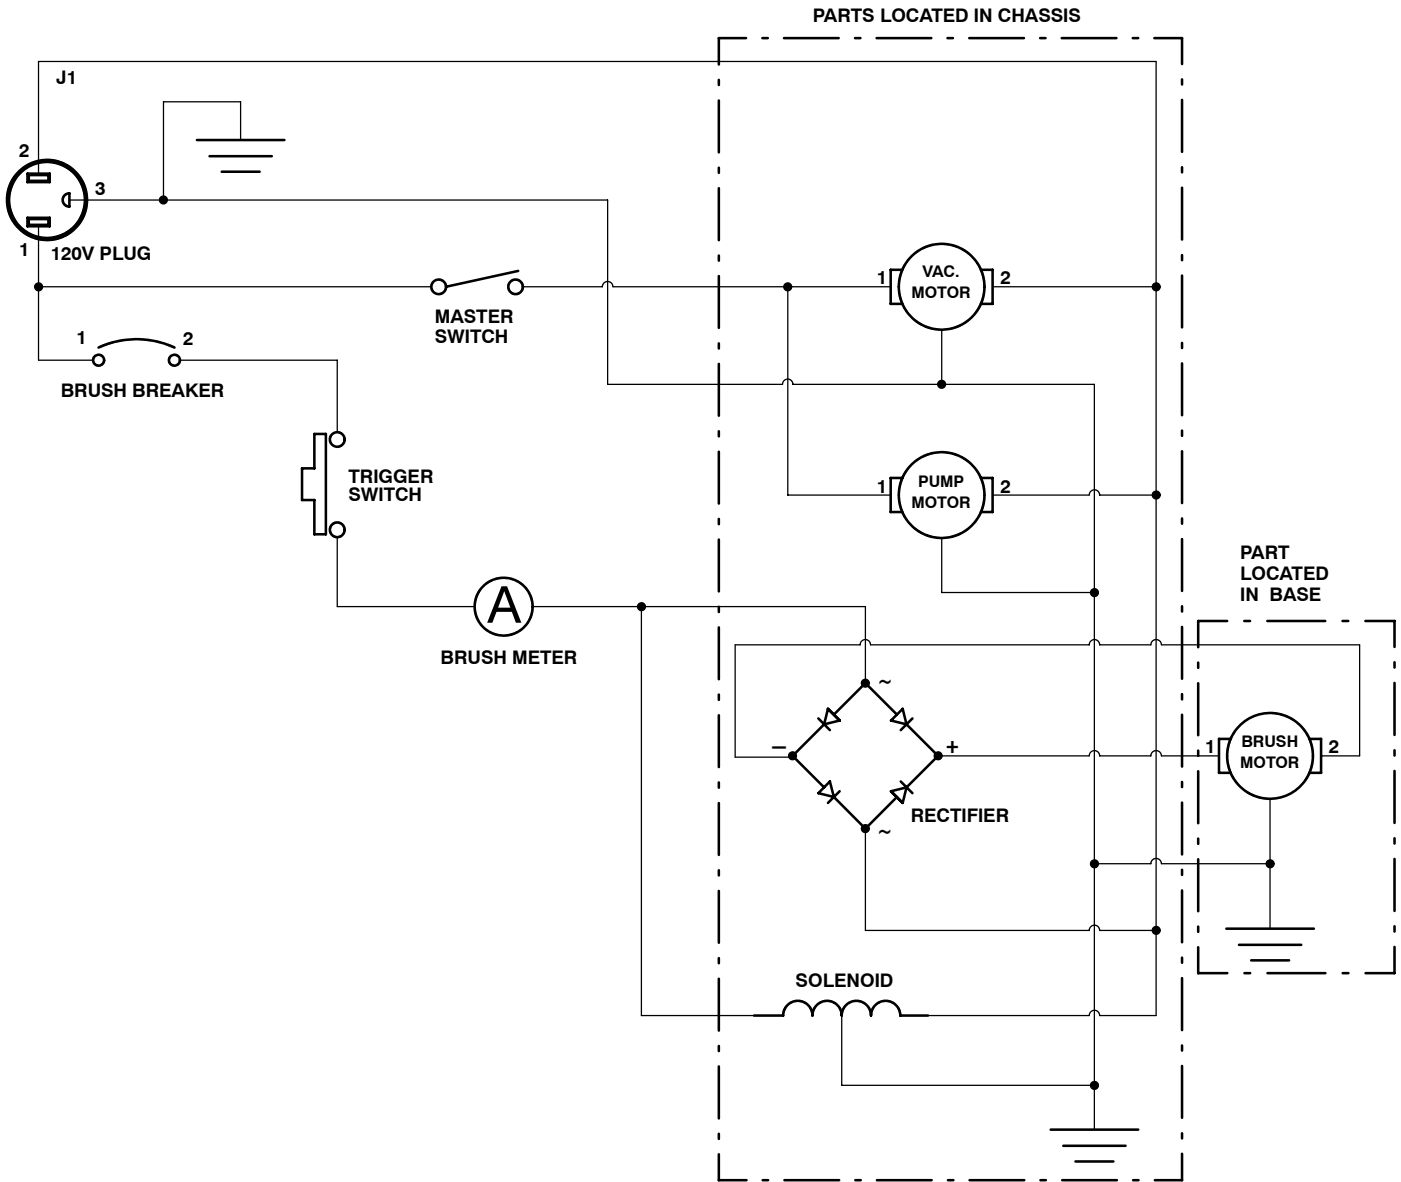 PARTS LOCATED IN CHASSIS
J1
2
3
1
120V PLUG
MASTER
SWITCH
1
2
BRUSH BREAKER
TRIGGER
SWITCH
A
BRUSH METER
1
VAC.
MOTOR
2
1
PUMP
MOTOR
2
PART
LOCATED
IN BASE
~
−
+
~
RECTIFIER
1
BRUSH
MOTOR
2
SOLENOID